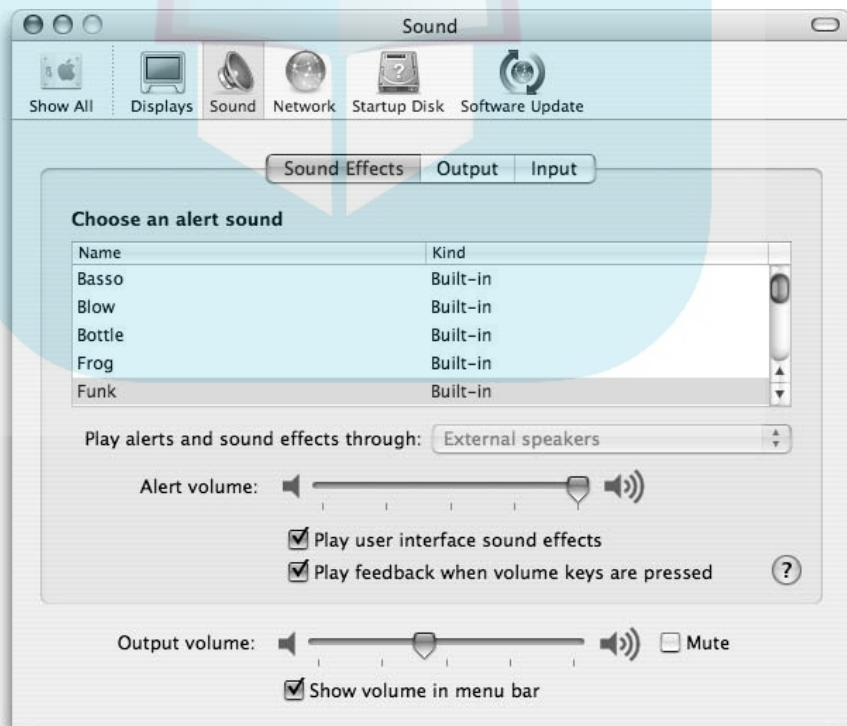 Sound
Show All Displays Sound Network Startup Disk Software Update
Sound Effects Output Input
Choose an alert sound
Name Kind
Basso Built-in
Blow Built-in
Bottle Built-in
Frog Built-in
Funk Built-in
Play alerts and sound effects through: External speakers
Alert volume:
Play user interface sound effects
Play feedback when volume keys are pressed ?
Output volume: Mute
Show volume in menu bar